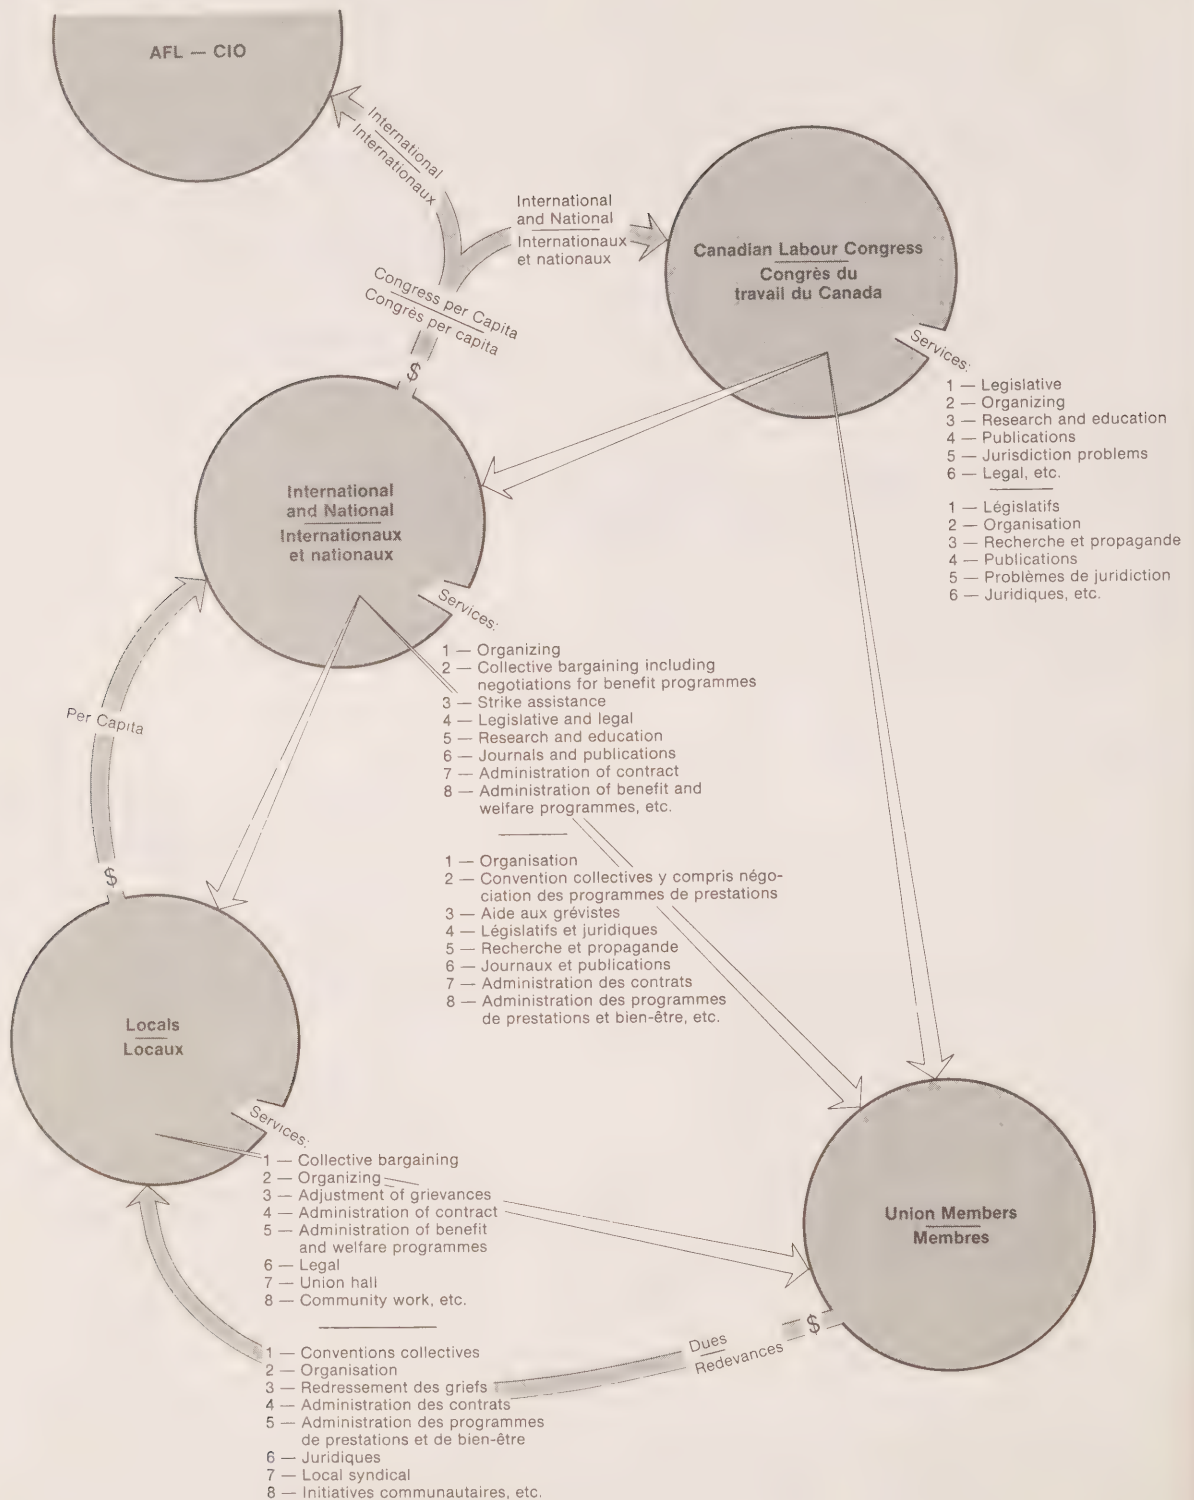 AFL — CIO
International
Internationaux
International
and National
Internationaux
et nationaux
Canadian Labour Congress
Congrès du
travail du Canada
Congress per Capita
Congrès per capita
$
Services:
1 — Legislative
2 — Organizing
3 — Research and education
4 — Publications
5 — Jurisdiction problems
6 — Legal, etc.
1 — Législatifs
2 — Organisation
3 — Recherche et propagande
4 — Publications
5 — Problèmes de juridiction
6 — Juridiques, etc.
International
and National
Internationaux
et nationaux
Services:
1 — Organizing
2 — Collective bargaining including
negotiations for benefit programmes
3 — Strike assistance
4 — Legislative and legal
5 — Research and education
6 — Journals and publications
7 — Administration of contract
8 — Administration of benefit and
welfare programmes, etc.
1 — Organisation
2 — Convention collectives y compris négo-
ciation des programmes de prestations
3 — Aide aux grévistes
4 — Législatifs et juridiques
5 — Recherche et propagande
6 — Journaux et publications
7 — Administration des contrats
8 — Administration des programmes
de prestations et bien-être, etc.
Per Capita
$
Locals
Locaux
Services:
1 — Collective bargaining
2 — Organizing
3 — Adjustment of grievances
4 — Administration of contract
5 — Administration of benefit
and welfare programmes
6 — Legal
7 — Union hall
8 — Community work, etc.
1 — Conventions collectives
2 — Organisation
3 — Redressement des griefs
4 — Administration des contrats
5 — Administration des programmes
de prestations et de bien-être
6 — Juridiques
7 — Local syndical
8 — Initiatives communautaires, etc.
Union Members
Membres
$
Dues
Redevances